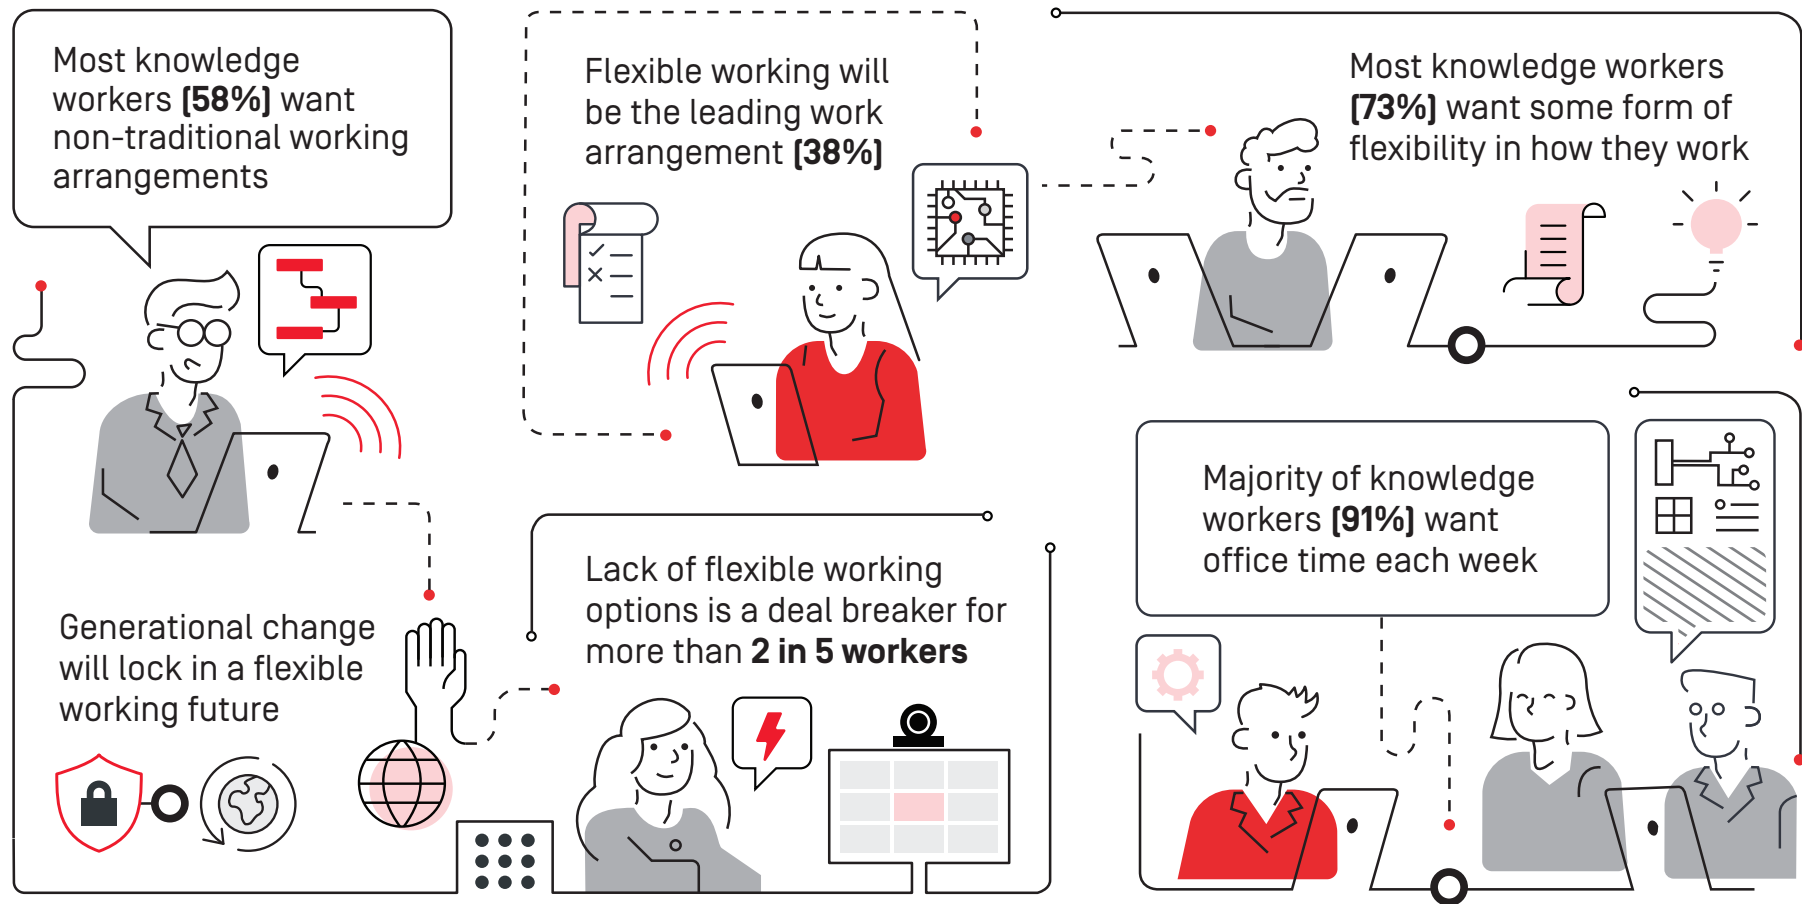 Most knowledge
workers (58%) want
non-traditional working
arrangements
Flexible working will
be the leading work
arrangement (38%)
Most knowledge workers
(73%) want some form of
flexibility in how they work
Generational change
will lock in a flexible
working future
Lack of flexible working
options is a deal breaker for
more than 2 in 5 workers
Majority of knowledge
workers (91%) want
office time each week